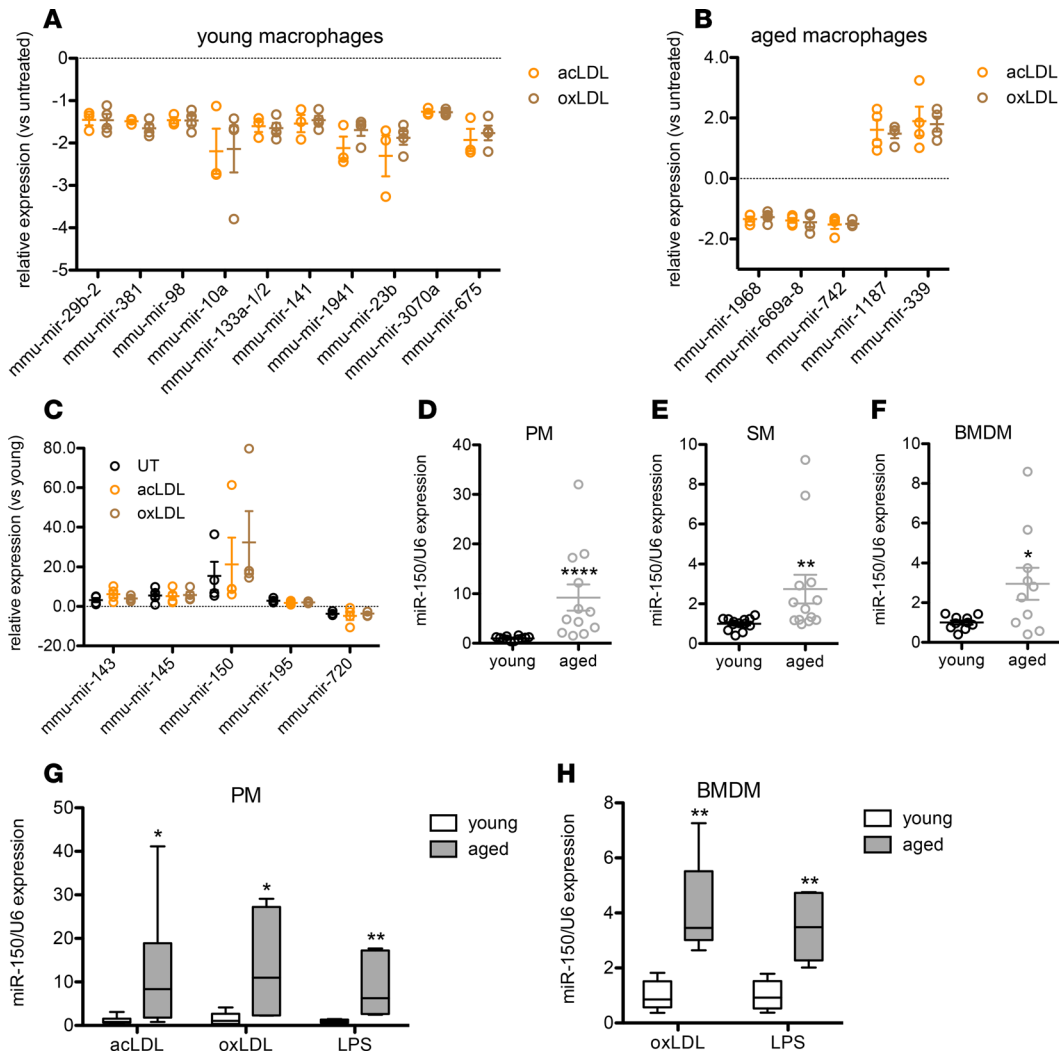 A
young macrophages
relative expression (vs untreated)
0
-1
-2
-3
-4
-5
mmu-mir-29b-2
mmu-mir-381
mmu-mir-98
mmu-mir-10a
mmu-mir-133a-1/2
mmu-mir-141
mmu-mir-1941
mmu-mir-23b
mmu-mir-3070a
mmu-mir-675
acLDL
oxLDL
B
aged macrophages
relative expression (vs untreated)
4.0
2.0
0.0
-2.0
mmu-mir-1968
mmu-mir-669a-8
mmu-mir-742
mmu-mir-1187
mmu-mir-339
acLDL
oxLDL
C
relative expression (vs young)
80.0
60.0
40.0
20.0
0.0
-20.0
UT
acLDL
oxLDL
mmu-mir-143
mmu-mir-145
mmu-mir-150
mmu-mir-195
mmu-mir-720
D
PM
miR-150/U6 expression
40
30
20
10
0
****
young aged
E
SM
miR-150/U6 expression
10
8
6
4
2
0
**
young aged
F
BMDM
miR-150/U6 expression
10
8
6
4
2
0
*
young aged
G
PM
miR-150/U6 expression
50
40
30
20
10
0
* * **
acLDL oxLDL LPS
young
aged
H
BMDM
miR-150/U6 expression
8
6
4
2
0
** **
oxLDL LPS
young
aged